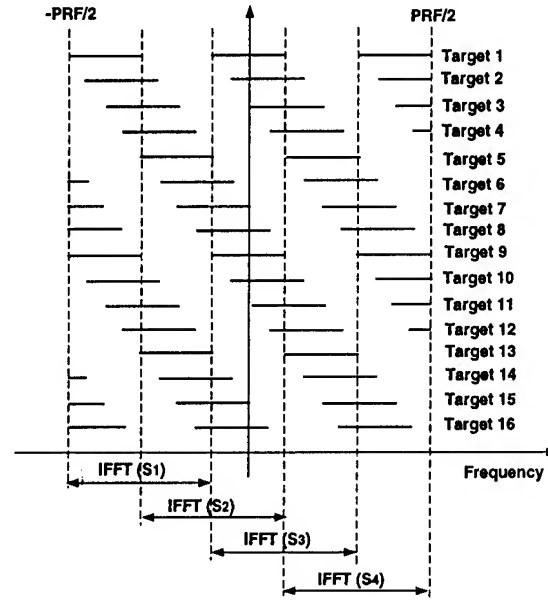 -PRF/2
PRF/2
Target 1
Target 2
Target 3
Target 4
Target 5
Target 6
Target 7
Target 8
Target 9
Target 10
Target 11
Target 12
Target 13
Target 14
Target 15
Target 16
IFFT (S1)
Frequency
IFFT (S2)
IFFT (S3)
IFFT (S4)